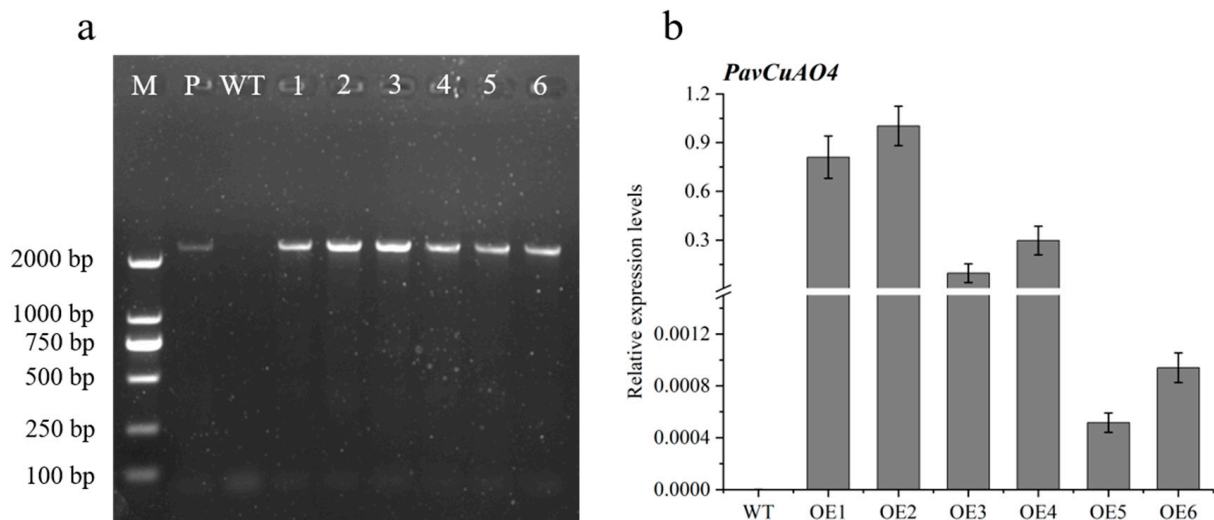 a
M P WT 1 2 3 4 5 6
2000 bp
1000 bp
750 bp
500 bp
250 bp
100 bp
b
PavCuAO4
Relative expression levels
1.2
0.9
0.6
0.3
0.0012
0.0008
0.0004
0.0000
WT OE1 OE2 OE3 OE4 OE5 OE6